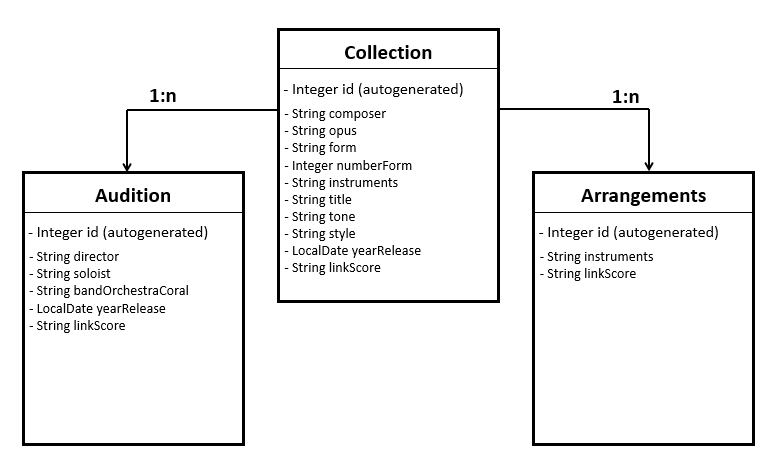 Collection
- Integer id (autogenerated)
- String composer
- String opus
- String form
- Integer numberForm
- String instruments
- String title
- String tone
- String style
- LocalDate yearRelease
- String linkScore
1:n
1:n
Audition
- Integer id (autogenerated)
- String director
- String soloist
- String bandOrchestraCoral
- LocalDate yearRelease
- String linkScore
Arrangements
- Integer id (autogenerated)
- String instruments
- String linkScore